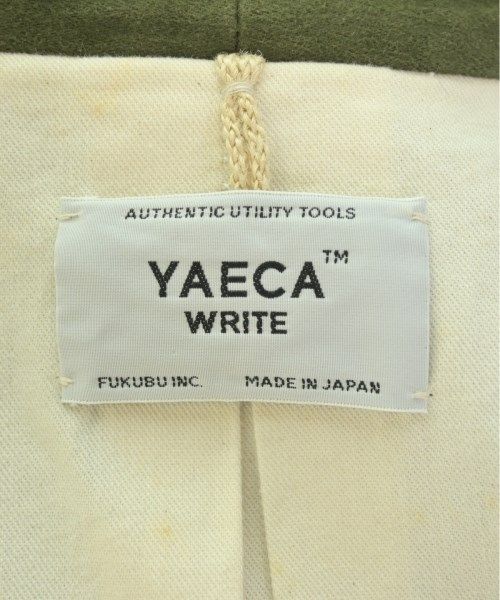 AUTHENTIC UTILITY TOOLS
YAECA™
WRITE
FUKUBU INC. MADE IN JAPAN